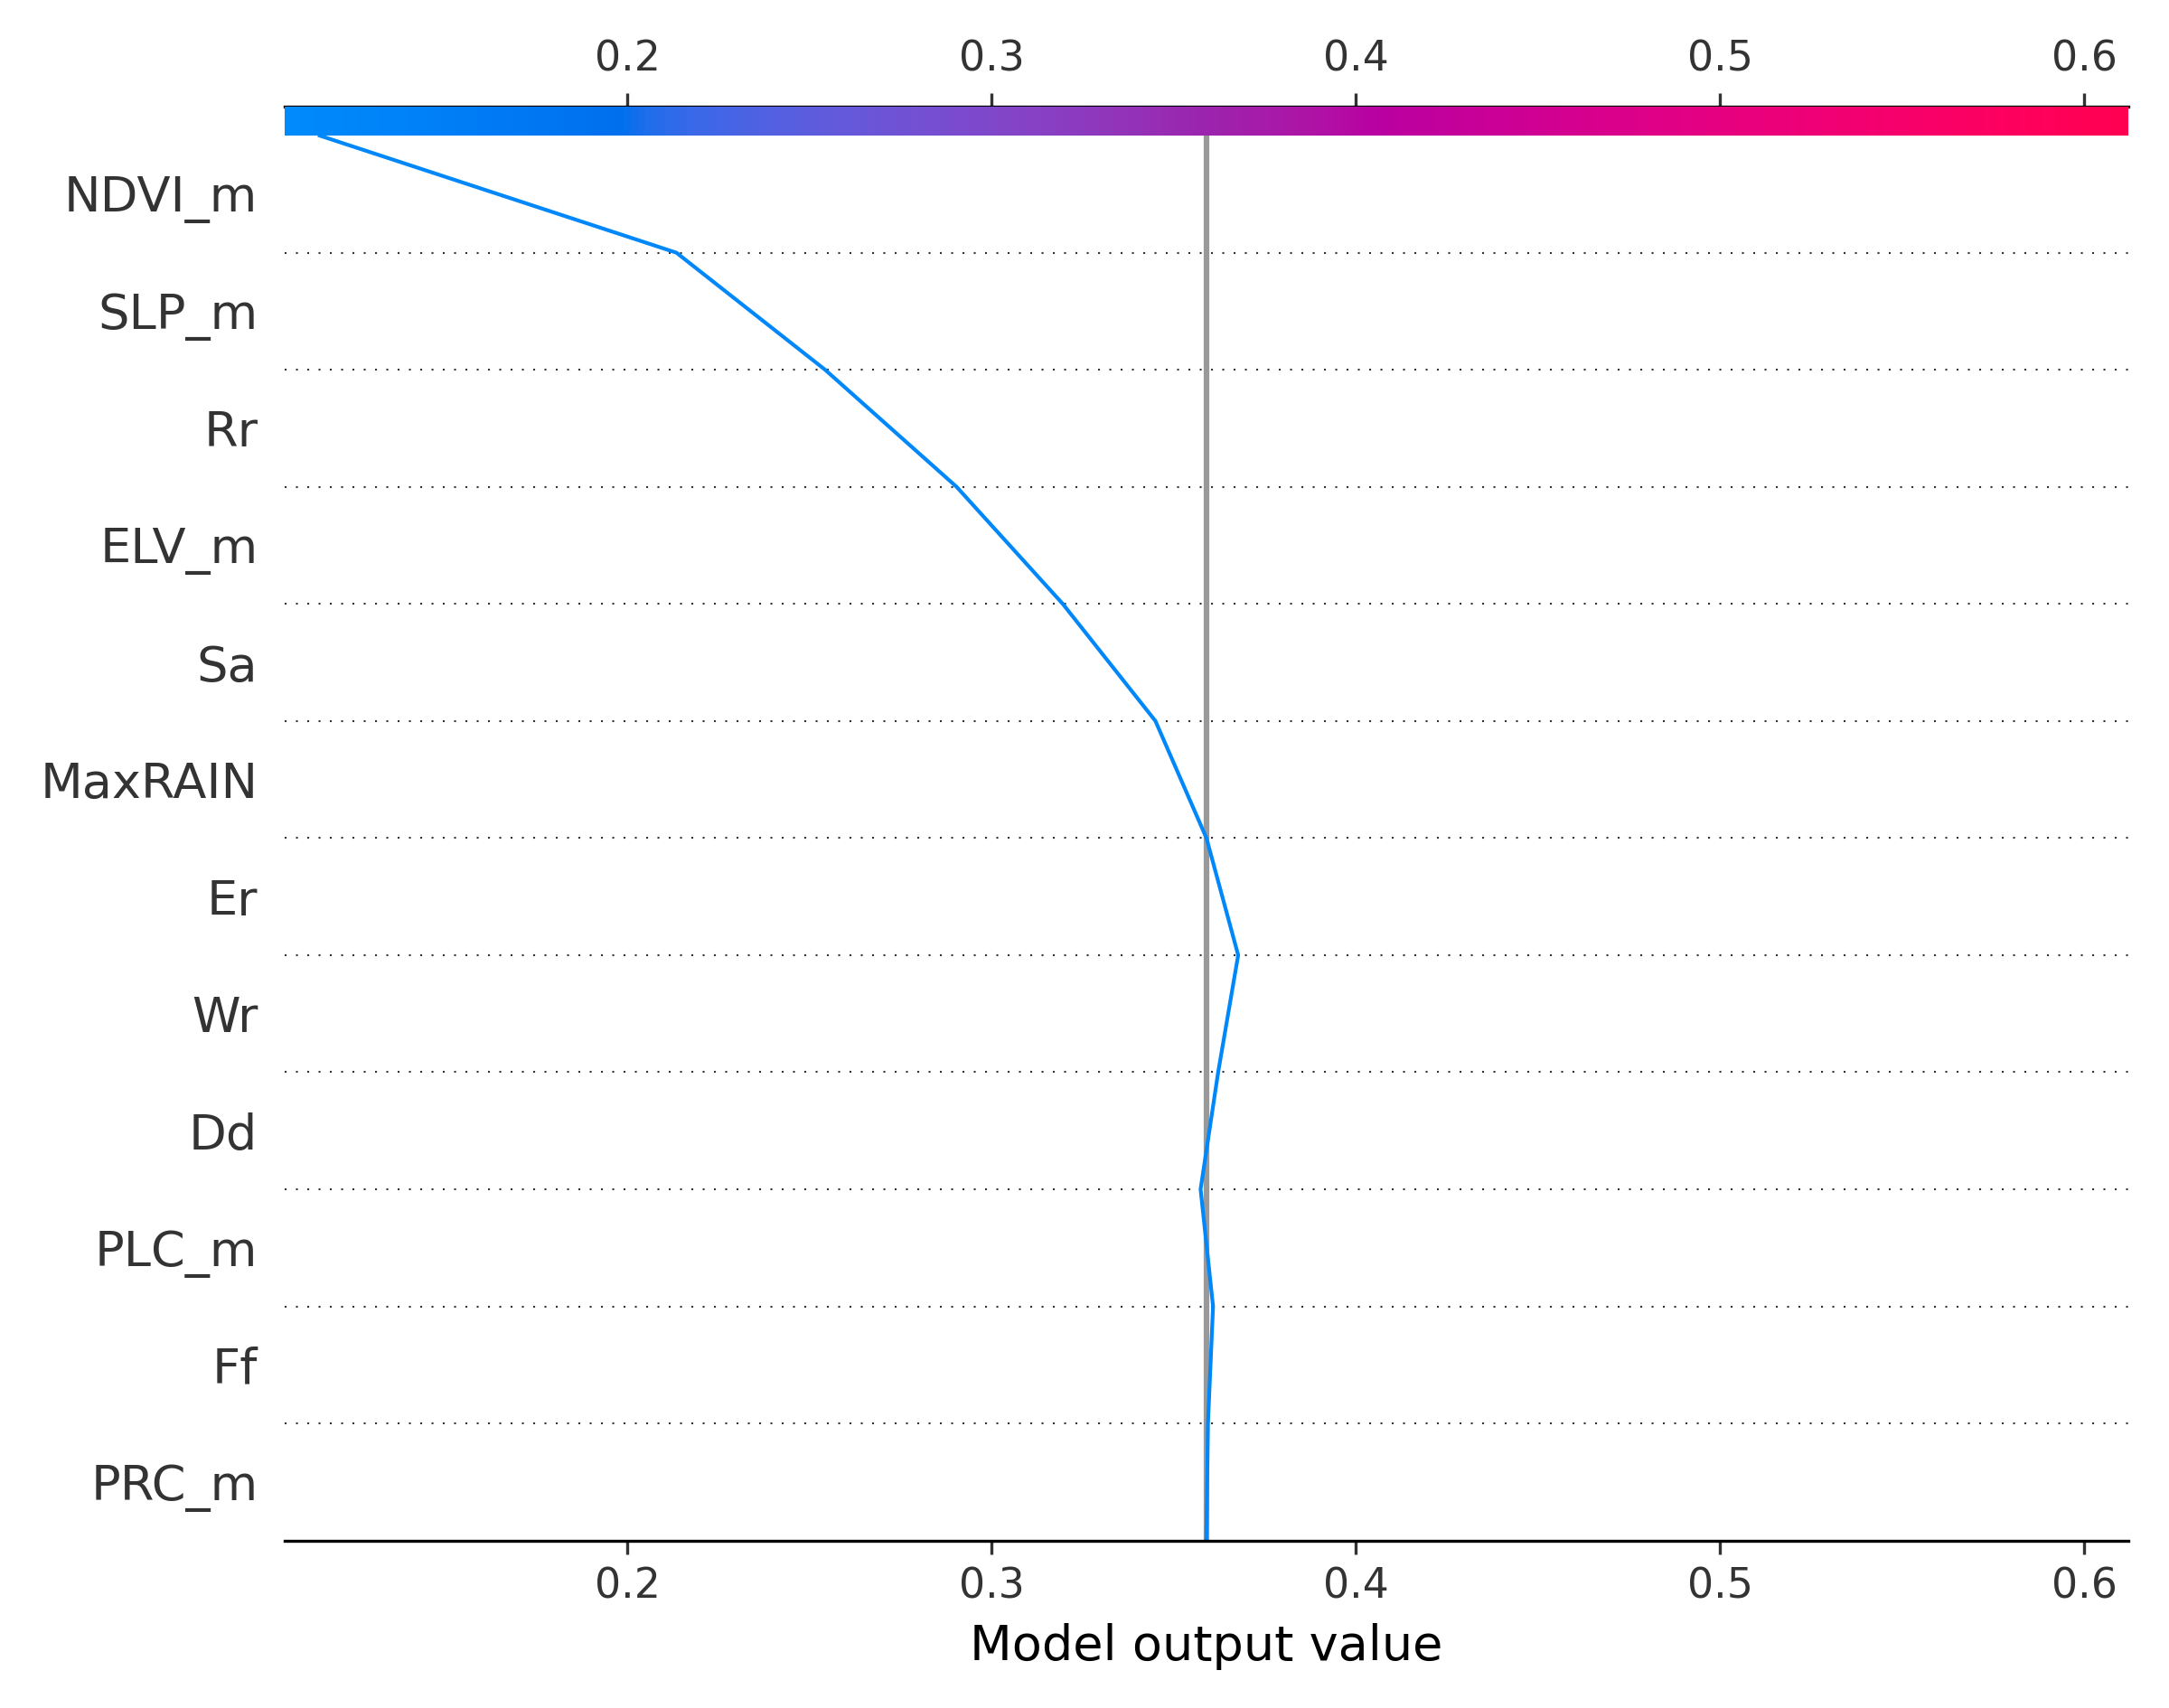 0.2 0.3 0.4 0.5 0.6
NDVI_m
SLP_m
Rr
ELV_m
Sa
MaxRAIN
Er
Wr
Dd
PLC_m
Ff
PRC_m
0.2 0.3 0.4 0.5 0.6
Model output value